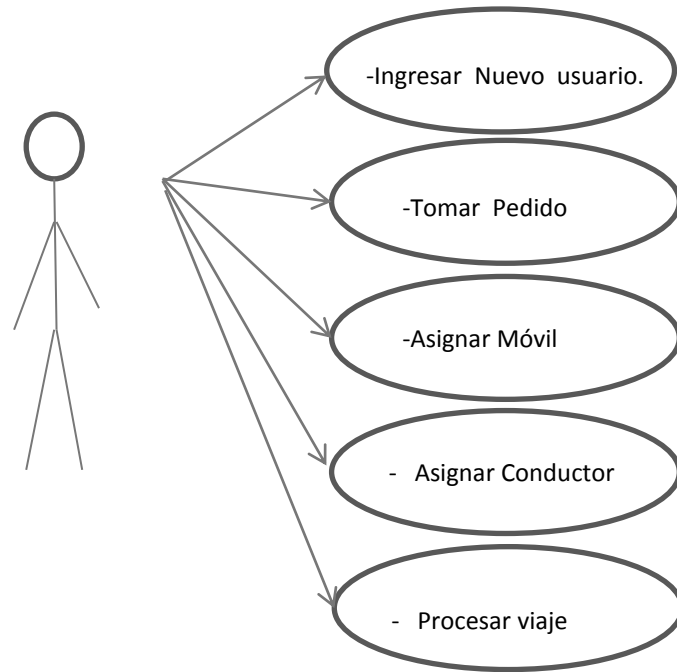 -Ingresar Nuevo usuario.
-Tomar Pedido
-Asignar Móvil
- Asignar Conductor
- Procesar viaje